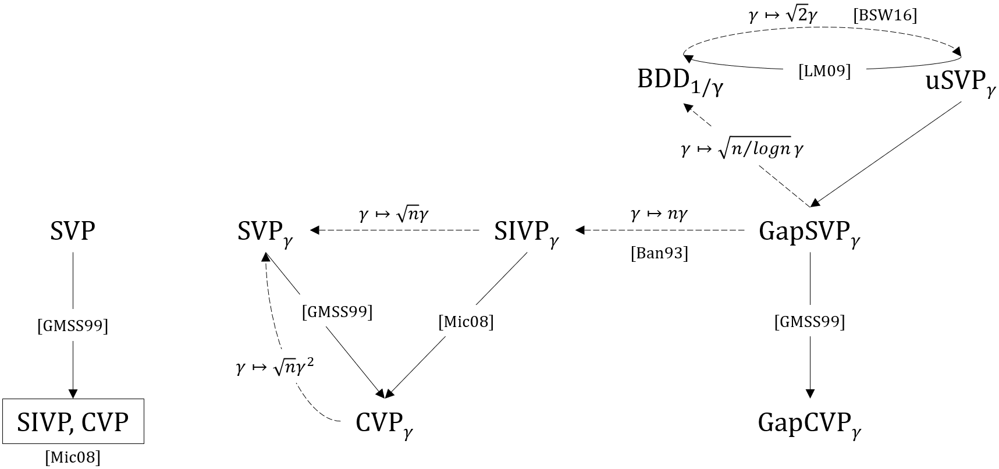 γ ↦ √2γ [BSW16]
[LM09]
BDD₁/γ uSVPγ
γ ↦ √n/logn γ
γ ↦ √nγ γ ↦ nγ
SVP SVPγ SIVPγ GapSVPγ
[Ban93]
[GMSS99] [GMSS99] [Mic08] [GMSS99]
γ ↦ √nγ²
SIVP, CVP CVPγ GapCVPγ
[Mic08]